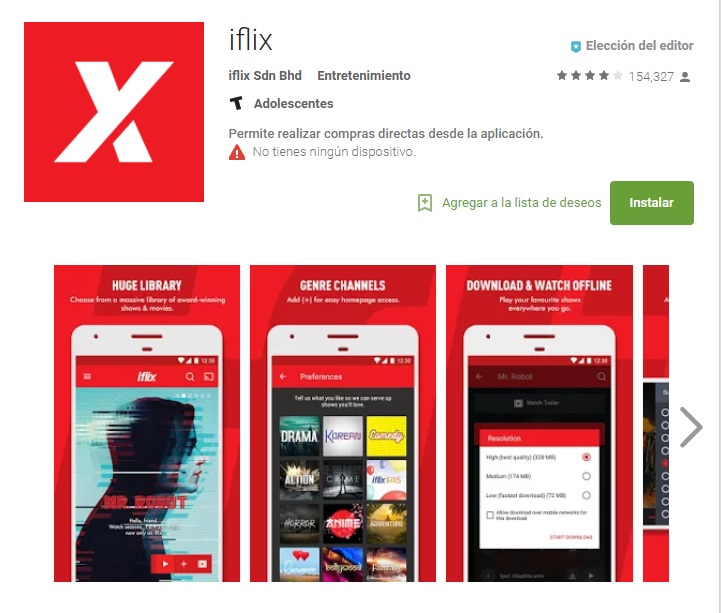 iflix
Elección del editor
iflix Sdn Bhd Entretenimiento
154,327
Adolescentes
Permite realizar compras directas desde la aplicación.
No tienes ningún dispositivo.
Agregar a la lista de deseos
Instalar
HUGE LIBRARY
Choose from a massive library of award-winning
shows & movies.
12:30
iflix
MR. ROBOT
Hello, friend.
now only on iflix.
GENRE CHANNELS
Add (+) for easy homepage access.
12:30
Preferences
Tell us what you like so we can serve up
shows you'll love.
DRAMA KOREAN Comedy
ACTION CRIME iflix KIDS
HORROR ANIME ADVENTURE
Romance bollywood Fantasy
DOWNLOAD & WATCH OFFLINE
Play your favourite shows
everywhere you go.
12:30
Mr. Robot
Watch Trailer
Resolution
High (best quality) (328 MB)
Medium (174 MB)
Low (fastest download) (72 MB)
Allow download over mobile networks for
this download
START DOWNLOAD